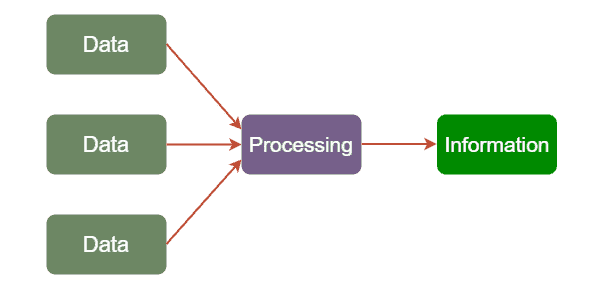 Data
Data
Processing
Information
Data